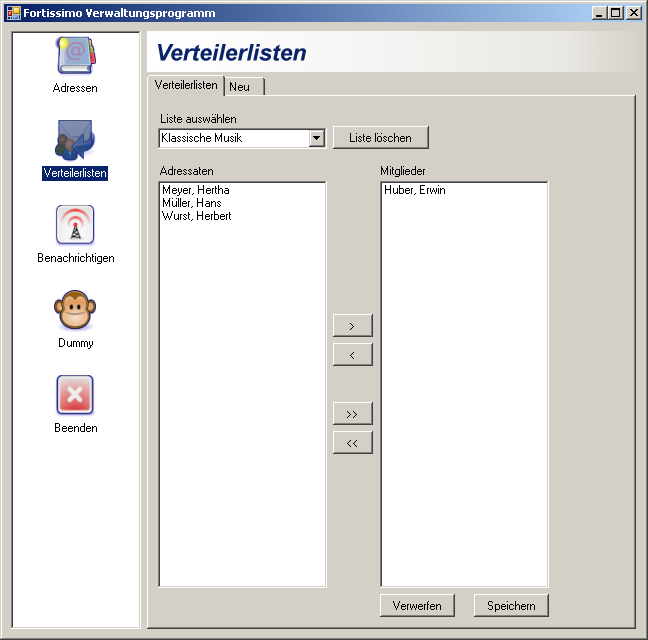 Fortissimo Verwaltungsprogramm
Adressen
Verteilerlisten
Benachrichtigen
Dummy
Beenden
Verteilerlisten
Verteilerlisten
Neu
Liste auswählen
Klassische Musik
Liste löschen
Adressaten
Meyer, Hertha
Müller, Hans
Wurst, Herbert
>
<
>>
<<
Mitglieder
Huber, Erwin
Verwerfen
Speichern